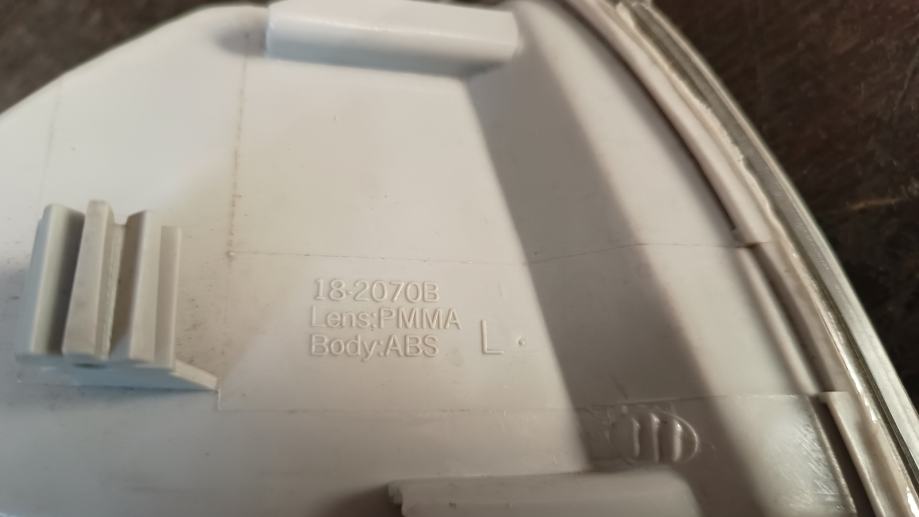 18-2070B
Lens;PMMA
Body:ABS
L.